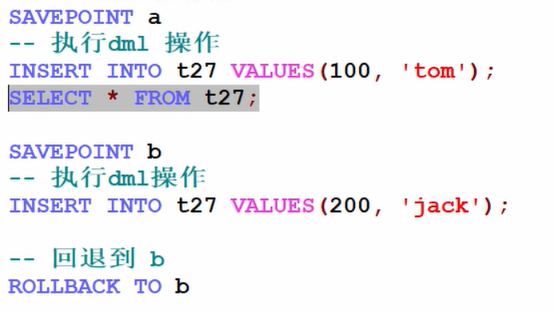 SAVEPOINT a
-- 执行dml 操作
INSERT INTO t27 VALUES(100, 'tom');
SELECT * FROM t27;
SAVEPOINT b
-- 执行dml操作
INSERT INTO t27 VALUES(200, 'jack');
-- 回退到 b
ROLLBACK TO b